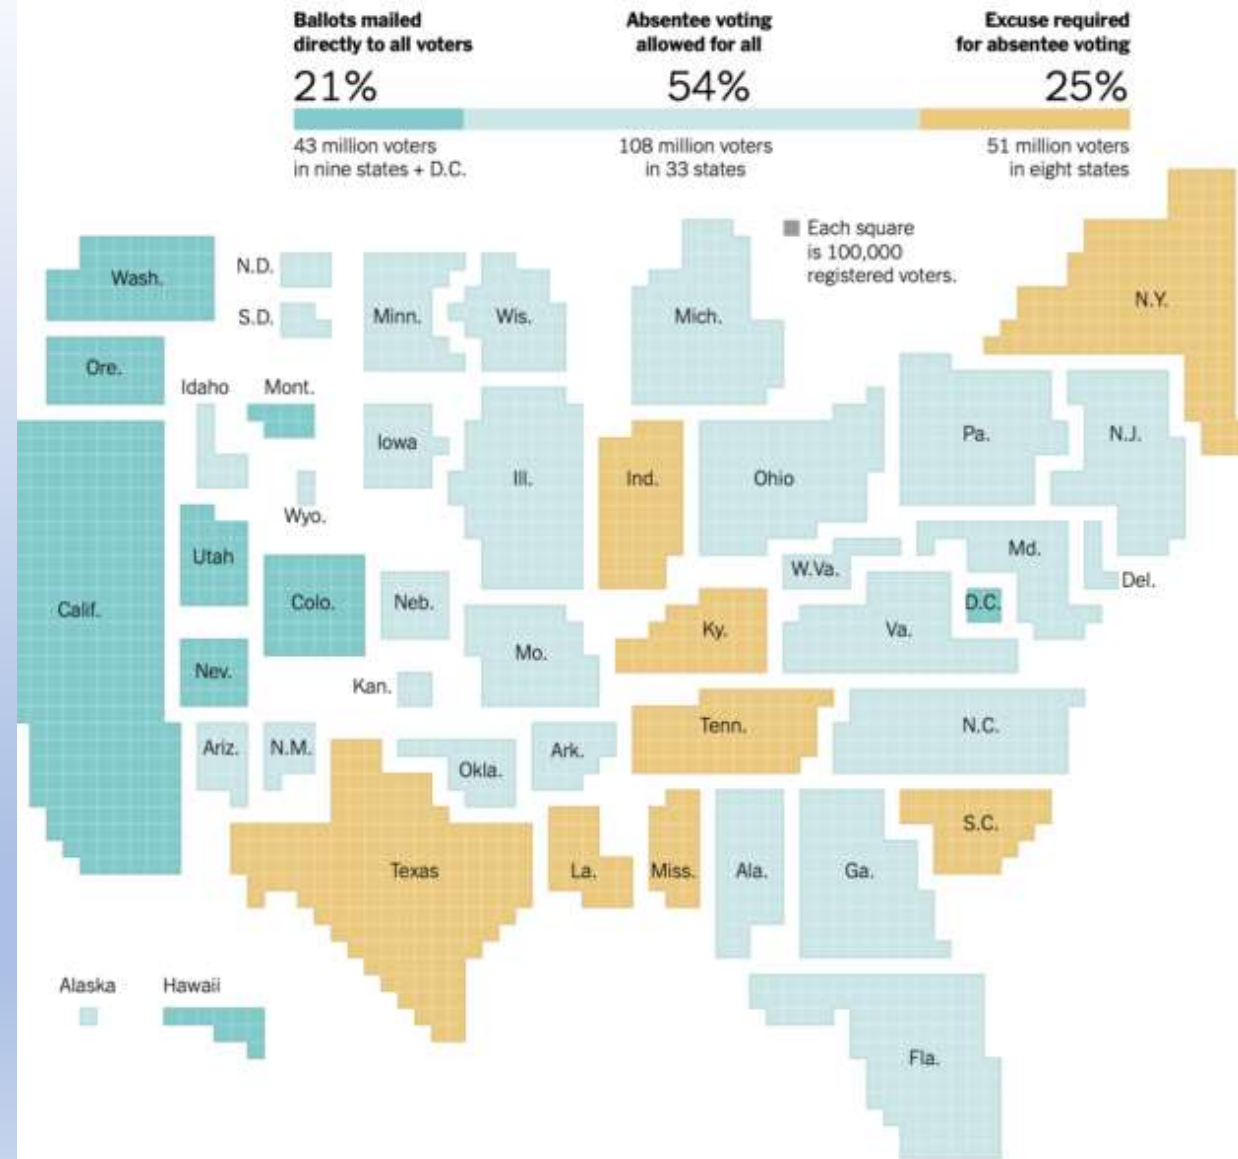 Ballots mailed
directly to all voters
21%
43 million voters
in nine states + D.C.
Absentee voting
allowed for all
54%
108 million voters
in 33 states
Excuse required
for absentee voting
25%
51 million voters
in eight states
Each square
is 100,000
registered voters.
Wash.
N.D.
S.D.
Minn.
Wis.
Mich.
N.Y.
Ore.
Idaho
Mont.
Iowa
Ill.
Ind.
Ohio
Pa.
N.J.
Wyo.
Utah
Calif.
Colo.
Neb.
W.Va.
Md.
Del.
D.C.
Ky.
Va.
Nev.
Kan.
Mo.
Ariz.
N.M.
Okla.
Ark.
Tenn.
N.C.
Texas
La.
Miss.
Ala.
Ga.
S.C.
Alaska
Hawaii
Fla.